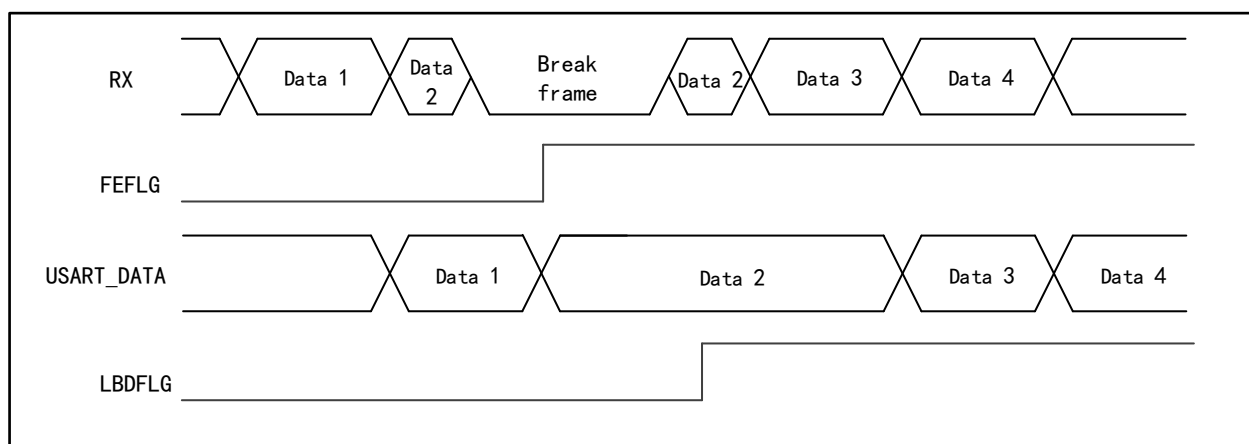 RX
Data 1
Data
2
Break
frame
Data 2
Data 3
Data 4
FEFLG
USART_DATA
Data 1
Data 2
Data 3
Data 4
LBDFLG